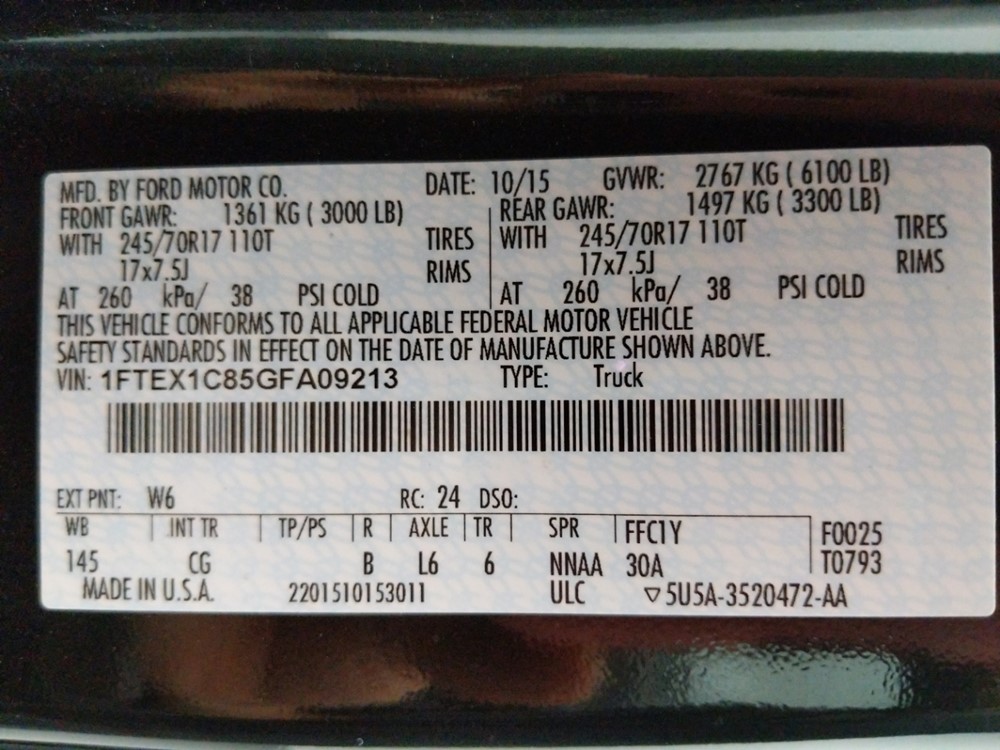 MFD. BY FORD MOTOR CO. DATE: 10/15 GVWR: 2767 KG ( 6100 LB)
FRONT GAWR: 1361 KG ( 3000 LB) REAR GAWR: 1497 KG ( 3300 LB)
WITH 245/70R17 110T TIRES WITH 245/70R17 110T TIRES
17x7.5J RIMS 17x7.5J RIMS
AT 260 kPa/ 38 PSI COLD AT 260 kPa/ 38 PSI COLD
THIS VEHICLE CONFORMS TO ALL APPLICABLE FEDERAL MOTOR VEHICLE
SAFETY STANDARDS IN EFFECT ON THE DATE OF MANUFACTURE SHOWN ABOVE.
VIN: 1FTEX1C85GFA09213 TYPE: Truck
EXT PNT: W6 RC: 24 DSO:
WB INT TR TP/PS R AXLE TR SPR FFC1Y F0025
145 CG B L6 6 NNAA 30A T0793
MADE IN U.S.A. 2201510153011 ULC ▽5U5A-3520472-AA